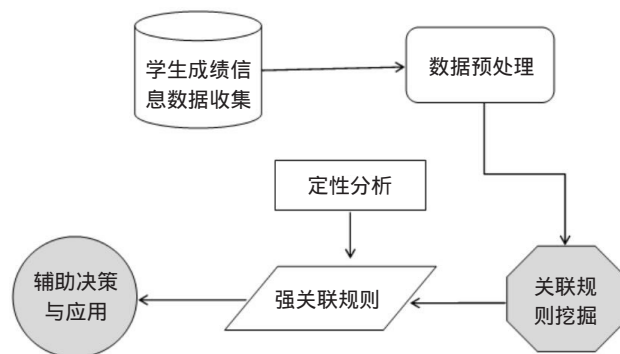 学生成绩信
息数据收集
数据预处理
定性分析
辅助决策
与应用
强关联规则
关联规
则挖掘